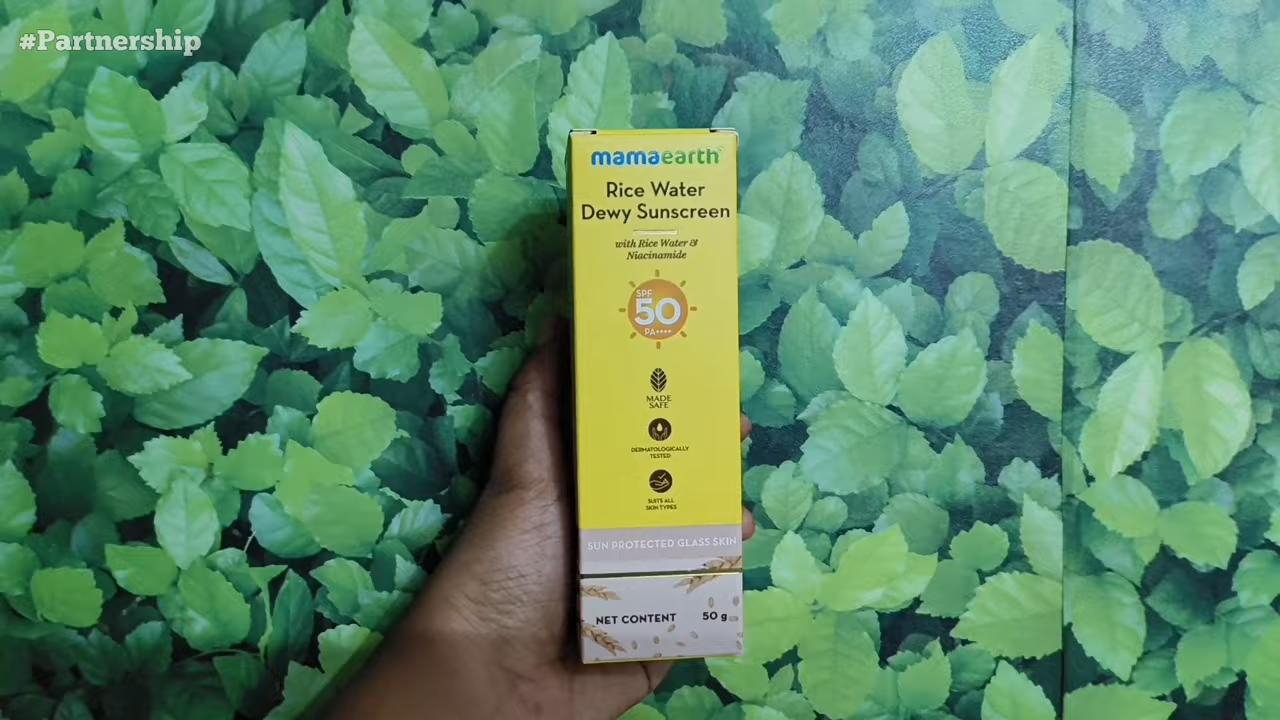 #Partnership
mamaearth
Rice Water
Dewy Sunscreen
with Rice Water &
Niacinamide
SPF
50
PA++++
MADE
SAFE
DERMATOLOGICALLY
TESTED
SUITS ALL
SKIN TYPES
SUN PROTECTED GLASS SKIN
NET CONTENT 50 g